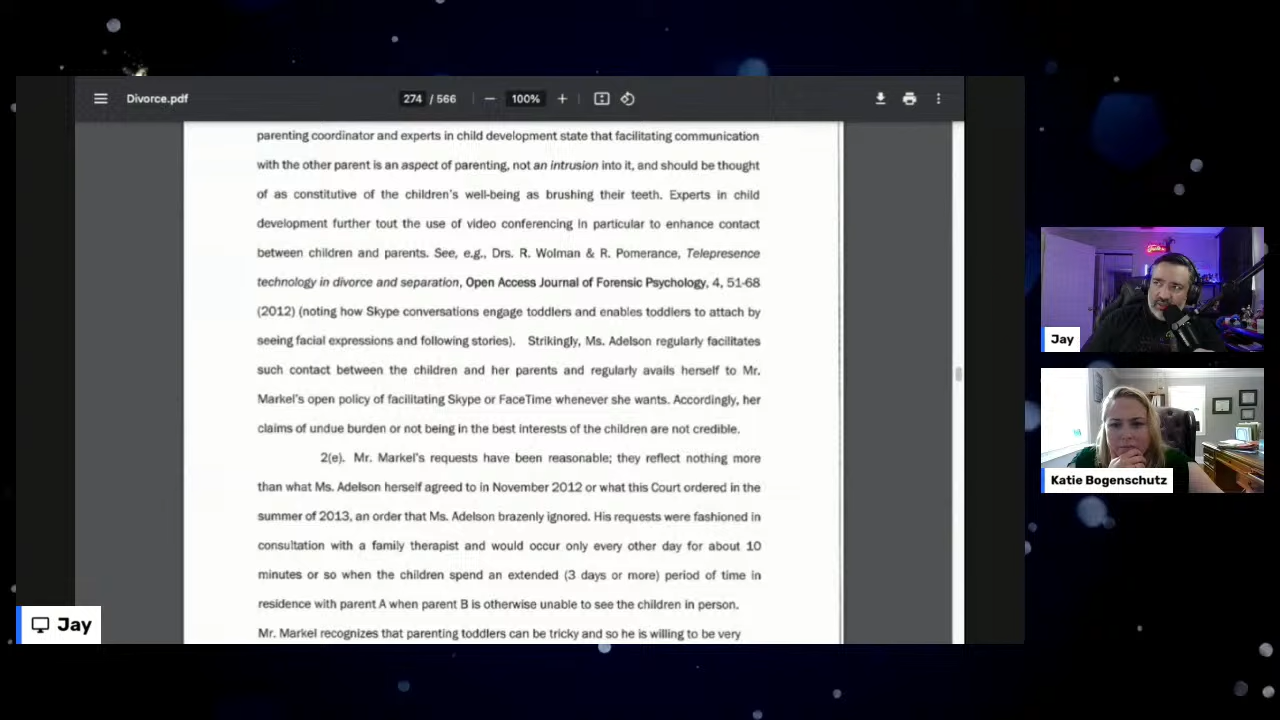 Divorce.pdf
274 / 566
100%
parenting coordinator and experts in child development state that facilitating communication
with the other parent is an aspect of parenting, not an intrusion into it, and should be thought
of as constitutive of the children's well-being as brushing their teeth. Experts in child
development further tout the use of video conferencing in particular to enhance contact
between children and parents. See, e.g., Drs. R. Wolman & R. Pomerance, Telepresence
technology in divorce and separation, Open Access Journal of Forensic Psychology, 4, 51-68
(2012) (noting how Skype conversations engage toddlers and enables toddlers to attach by
seeing facial expressions and following stories). Strikingly, Ms. Adelson regularly facilitates
such contact between the children and her parents and regularly avails herself to Mr.
Markel's open policy of facilitating Skype or FaceTime whenever she wants. Accordingly, her
claims of undue burden or not being in the best interests of the children are not credible.
2(e). Mr. Markel's requests have been reasonable; they reflect nothing more
than what Ms. Adelson herself agreed to in November 2012 or what this Court ordered in the
summer of 2013, an order that Ms. Adelson brazenly ignored. His requests were fashioned in
consultation with a family therapist and would occur only every other day for about 10
minutes or so when the children spend an extended (3 days or more) period of time in
residence with parent A when parent B is otherwise unable to see the children in person.
Mr. Markel recognizes that parenting toddlers can be tricky and so he is willing to be very
Jay
Katie Bogenschutz
Jay